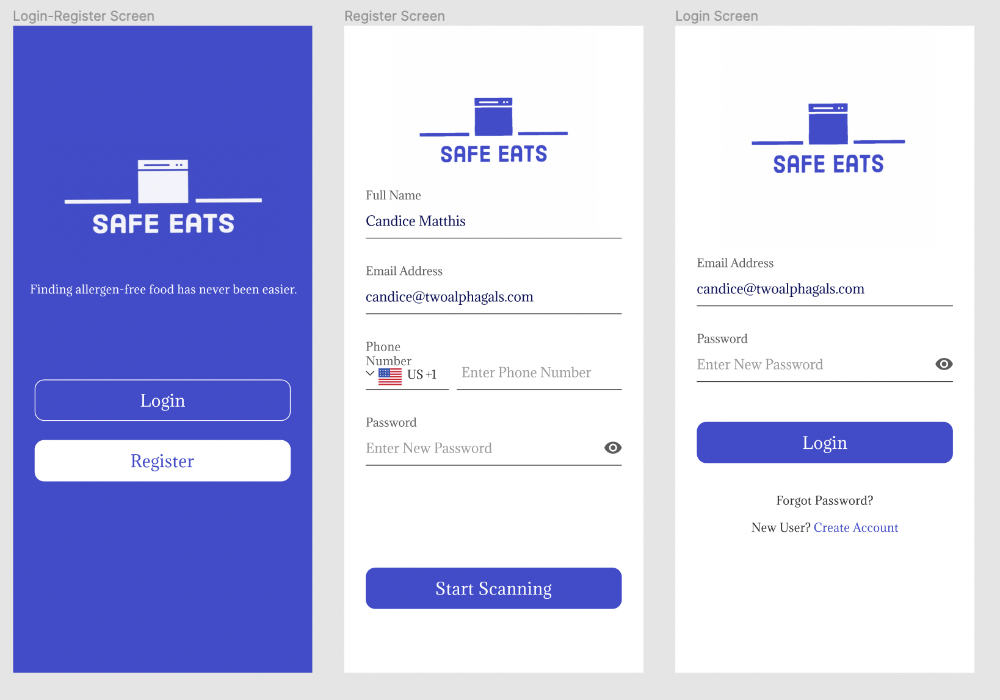 Login-Register Screen
SAFE EATS
Finding allergen-free food has never been easier.
Login
Register
Register Screen
SAFE EATS
Full Name
Candice Matthis
Email Address
candice@twoalphagals.com
Phone
Number
US +1
Enter Phone Number
Password
Enter New Password
Start Scanning
Login Screen
SAFE EATS
Email Address
candice@twoalphagals.com
Password
Enter New Password
Login
Forgot Password?
New User? Create Account